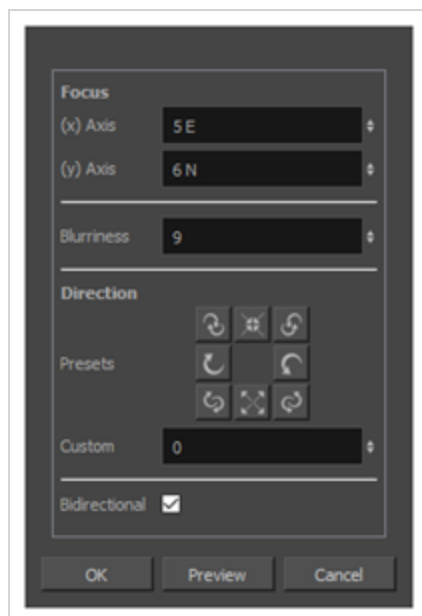 Focus
(x) Axis 5 E
(y) Axis 6 N
Blurriness 9
Direction
Presets
Custom 0
Bidirectional
OK Preview Cancel